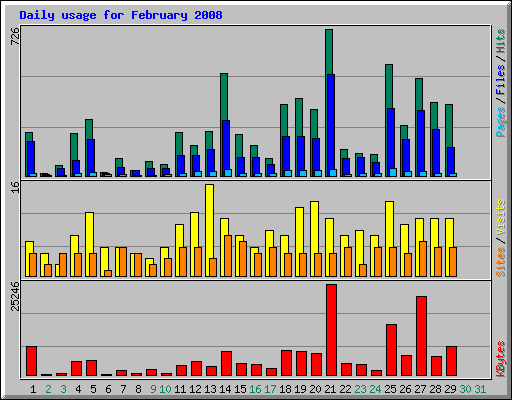 Daily usage for February 2008
726
Pages / Files / Hits
16
Sites / Visits
25246
KBytes
1 2 3 4 5 6 7 8 9 10 11 12 13 14 15 16 17 18 19 20 21 22 23 24 25 26 27 28 29 30 31